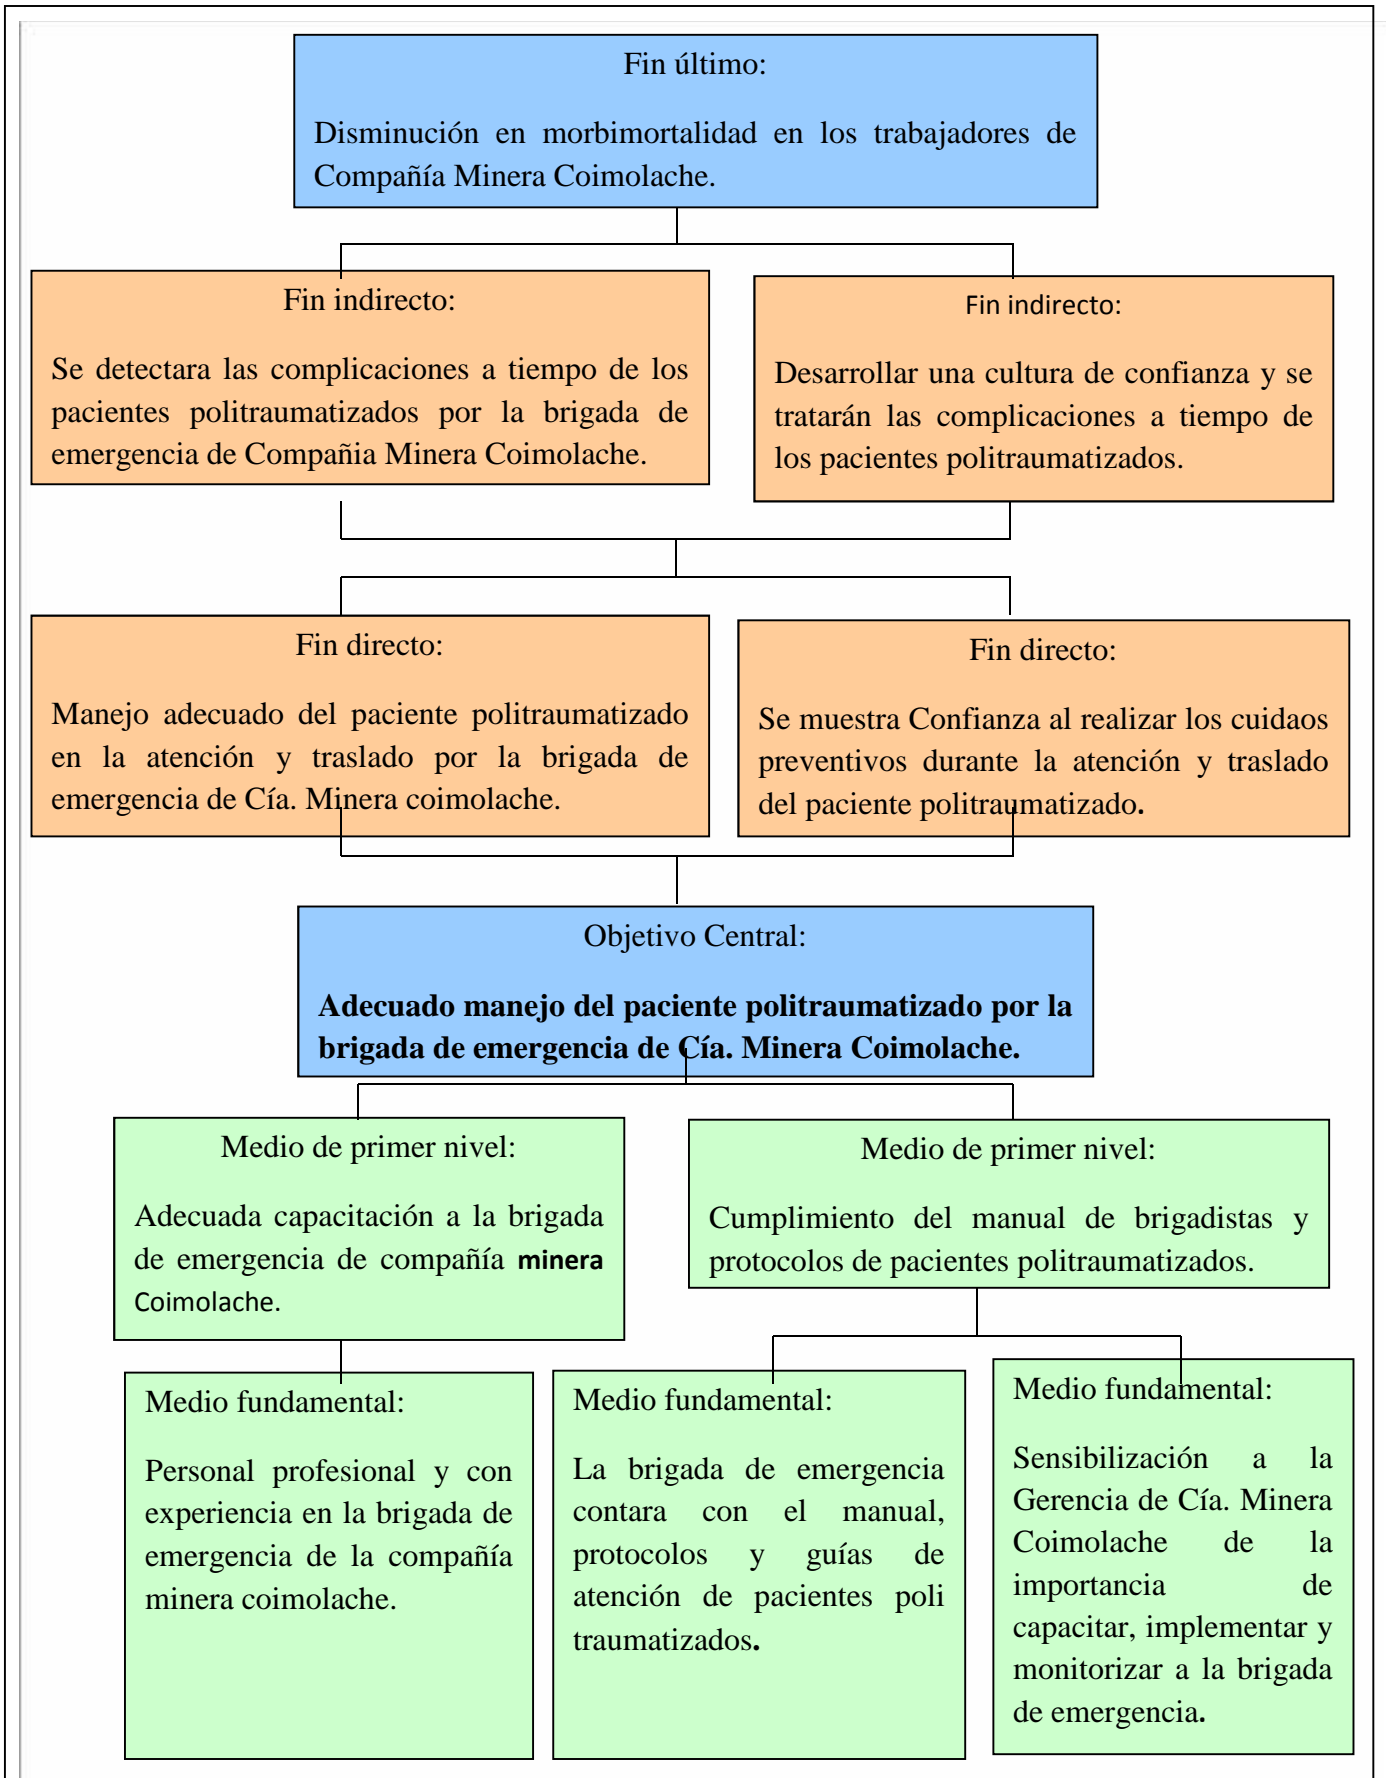 Fin último:
Disminución en morbimortalidad en los trabajadores de
Compañía Minera Coimolache.
Fin indirecto:
Se detectara las complicaciones a tiempo de los
pacientes politraumatizados por la brigada de
emergencia de Compañia Minera Coimolache.
Fin indirecto:
Desarrollar una cultura de confianza y se
tratarán las complicaciones a tiempo de
los pacientes politraumatizados.
Fin directo:
Manejo adecuado del paciente politraumatizado
en la atención y traslado por la brigada de
emergencia de Cía. Minera coimolache.
Fin directo:
Se muestra Confianza al realizar los cuidaos
preventivos durante la atención y traslado
del paciente politraumatizado.
Objetivo Central:
Adecuado manejo del paciente politraumatizado por la
brigada de emergencia de Cía. Minera Coimolache.
Medio de primer nivel:
Adecuada capacitación a la brigada
de emergencia de compañía minera
Coimolache.
Medio de primer nivel:
Cumplimiento del manual de brigadistas y
protocolos de pacientes politraumatizados.
Medio fundamental:
Personal profesional y con
experiencia en la brigada de
emergencia de la compañía
minera coimolache.
Medio fundamental:
La brigada de emergencia
contara con el manual,
protocolos y guías de
atención de pacientes poli
traumatizados.
Medio fundamental:
Sensibilización a la
Gerencia de Cía. Minera
Coimolache de la
importancia de
capacitar, implementar y
monitorizar a la brigada
de emergencia.